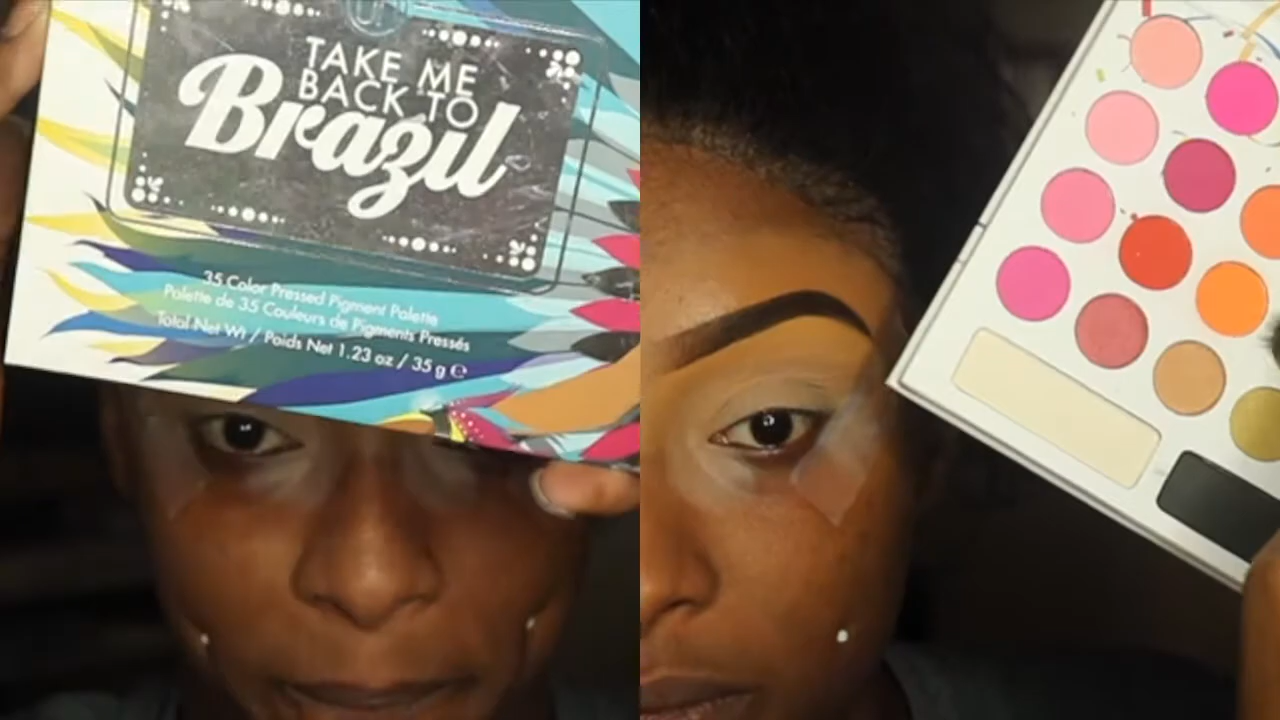 TAKE ME
BACK TO
Brazil
35 Color Pressed Pigment Palette
Palette de 35 Couleurs de Pigments Pressés
Total Net Wt / Poids Net 1.23 oz / 35 g ℮